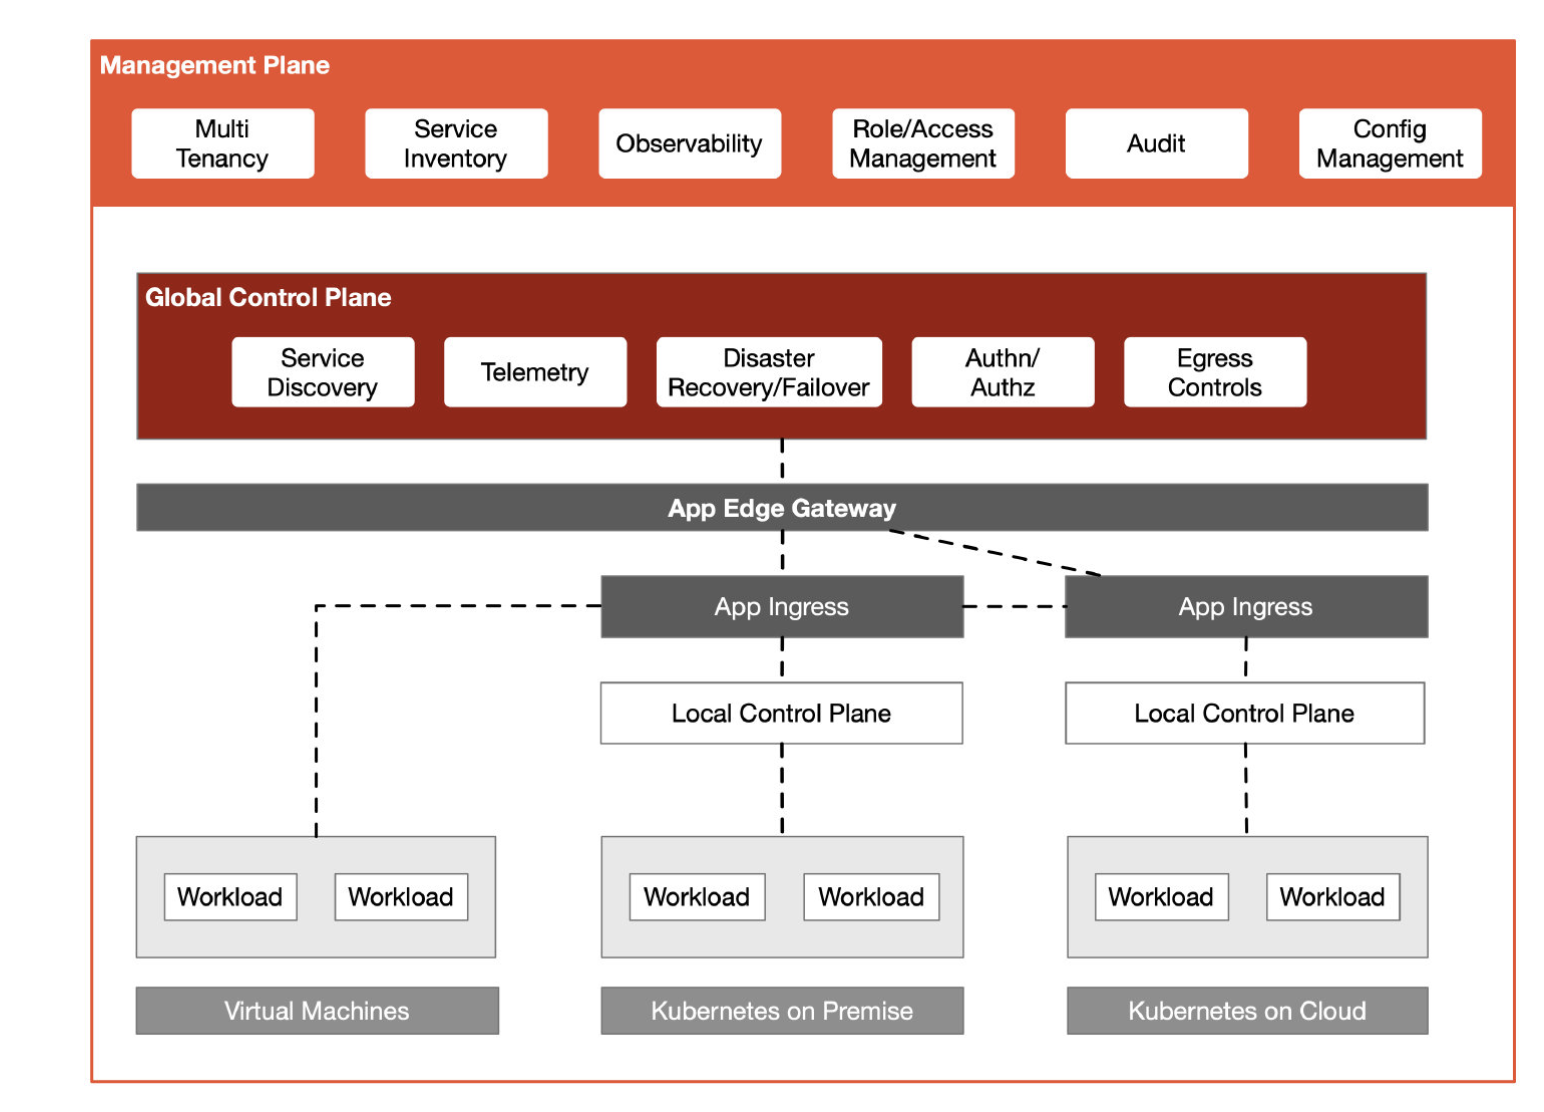 Management Plane
Multi
Tenancy
Service
Inventory
Observability
Role/Access
Management
Audit
Config
Management
Global Control Plane
Service
Discovery
Telemetry
Disaster
Recovery/Failover
Authn/
Authz
Egress
Controls
App Edge Gateway
App Ingress
App Ingress
Local Control Plane
Local Control Plane
Workload
Workload
Workload
Workload
Workload
Workload
Virtual Machines
Kubernetes on Premise
Kubernetes on Cloud